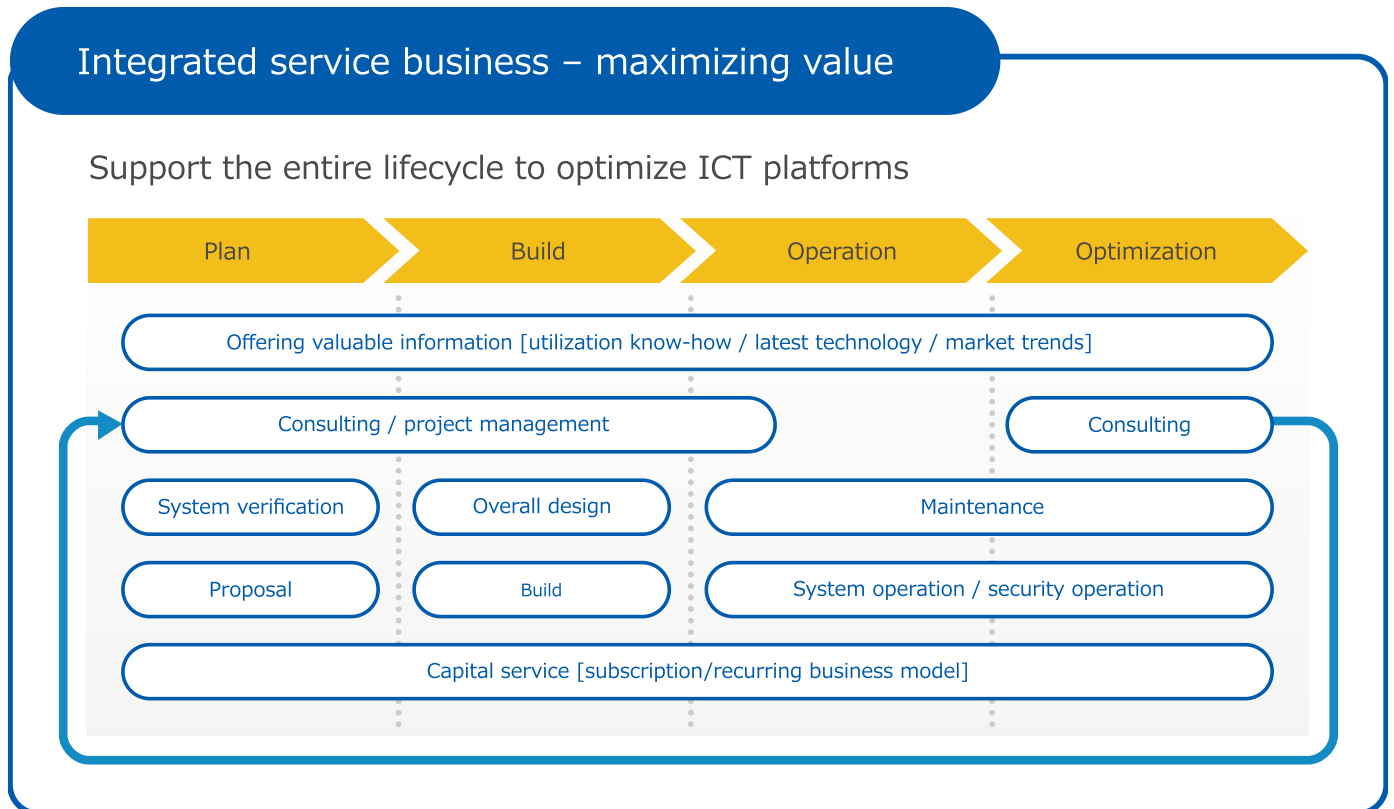 Integrated service business – maximizing value
Support the entire lifecycle to optimize ICT platforms
Plan
Build
Operation
Optimization
Offering valuable information [utilization know-how / latest technology / market trends]
Consulting / project management
Consulting
System verification
Overall design
Maintenance
Proposal
Build
System operation / security operation
Capital service [subscription/recurring business model]